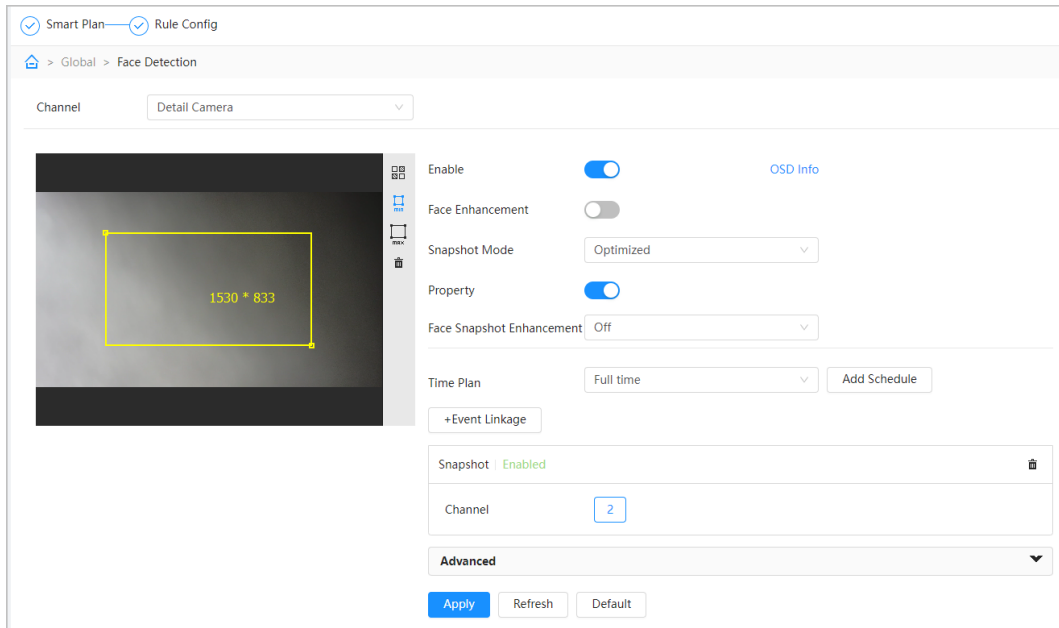 Smart Plan Rule Config
> Global > Face Detection
Channel Detail Camera
Enable OSD Info
min
Face Enhancement
max
Snapshot Mode Optimized
1530 * 833
Property
Face Snapshot Enhancement Off
Time Plan Full time Add Schedule
+Event Linkage
Snapshot Enabled
Channel 2
Advanced
Apply Refresh Default